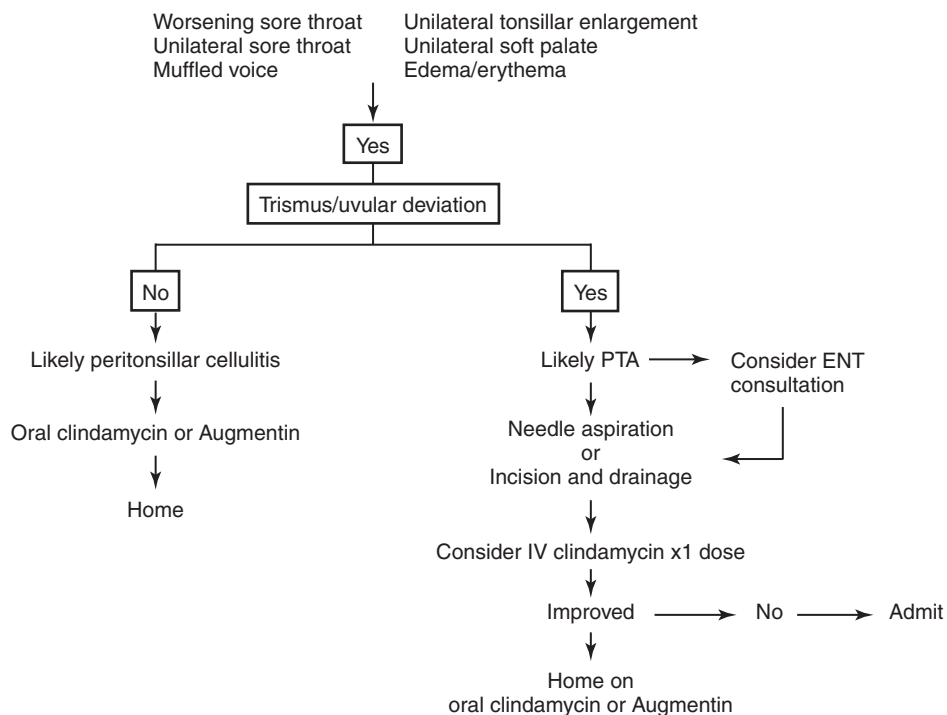 Worsening sore throat
Unilateral sore throat
Muffled voice
Unilateral tonsillar enlargement
Unilateral soft palate
Edema/erythema
Yes
Trismus/uvular deviation
No
Likely peritonsillar cellulitis
Oral clindamycin or Augmentin
Home
Yes
Likely PTA
Consider ENT
consultation
Needle aspiration
or
Incision and drainage
Consider IV clindamycin x1 dose
Improved
No
Admit
Home on
oral clindamycin or Augmentin